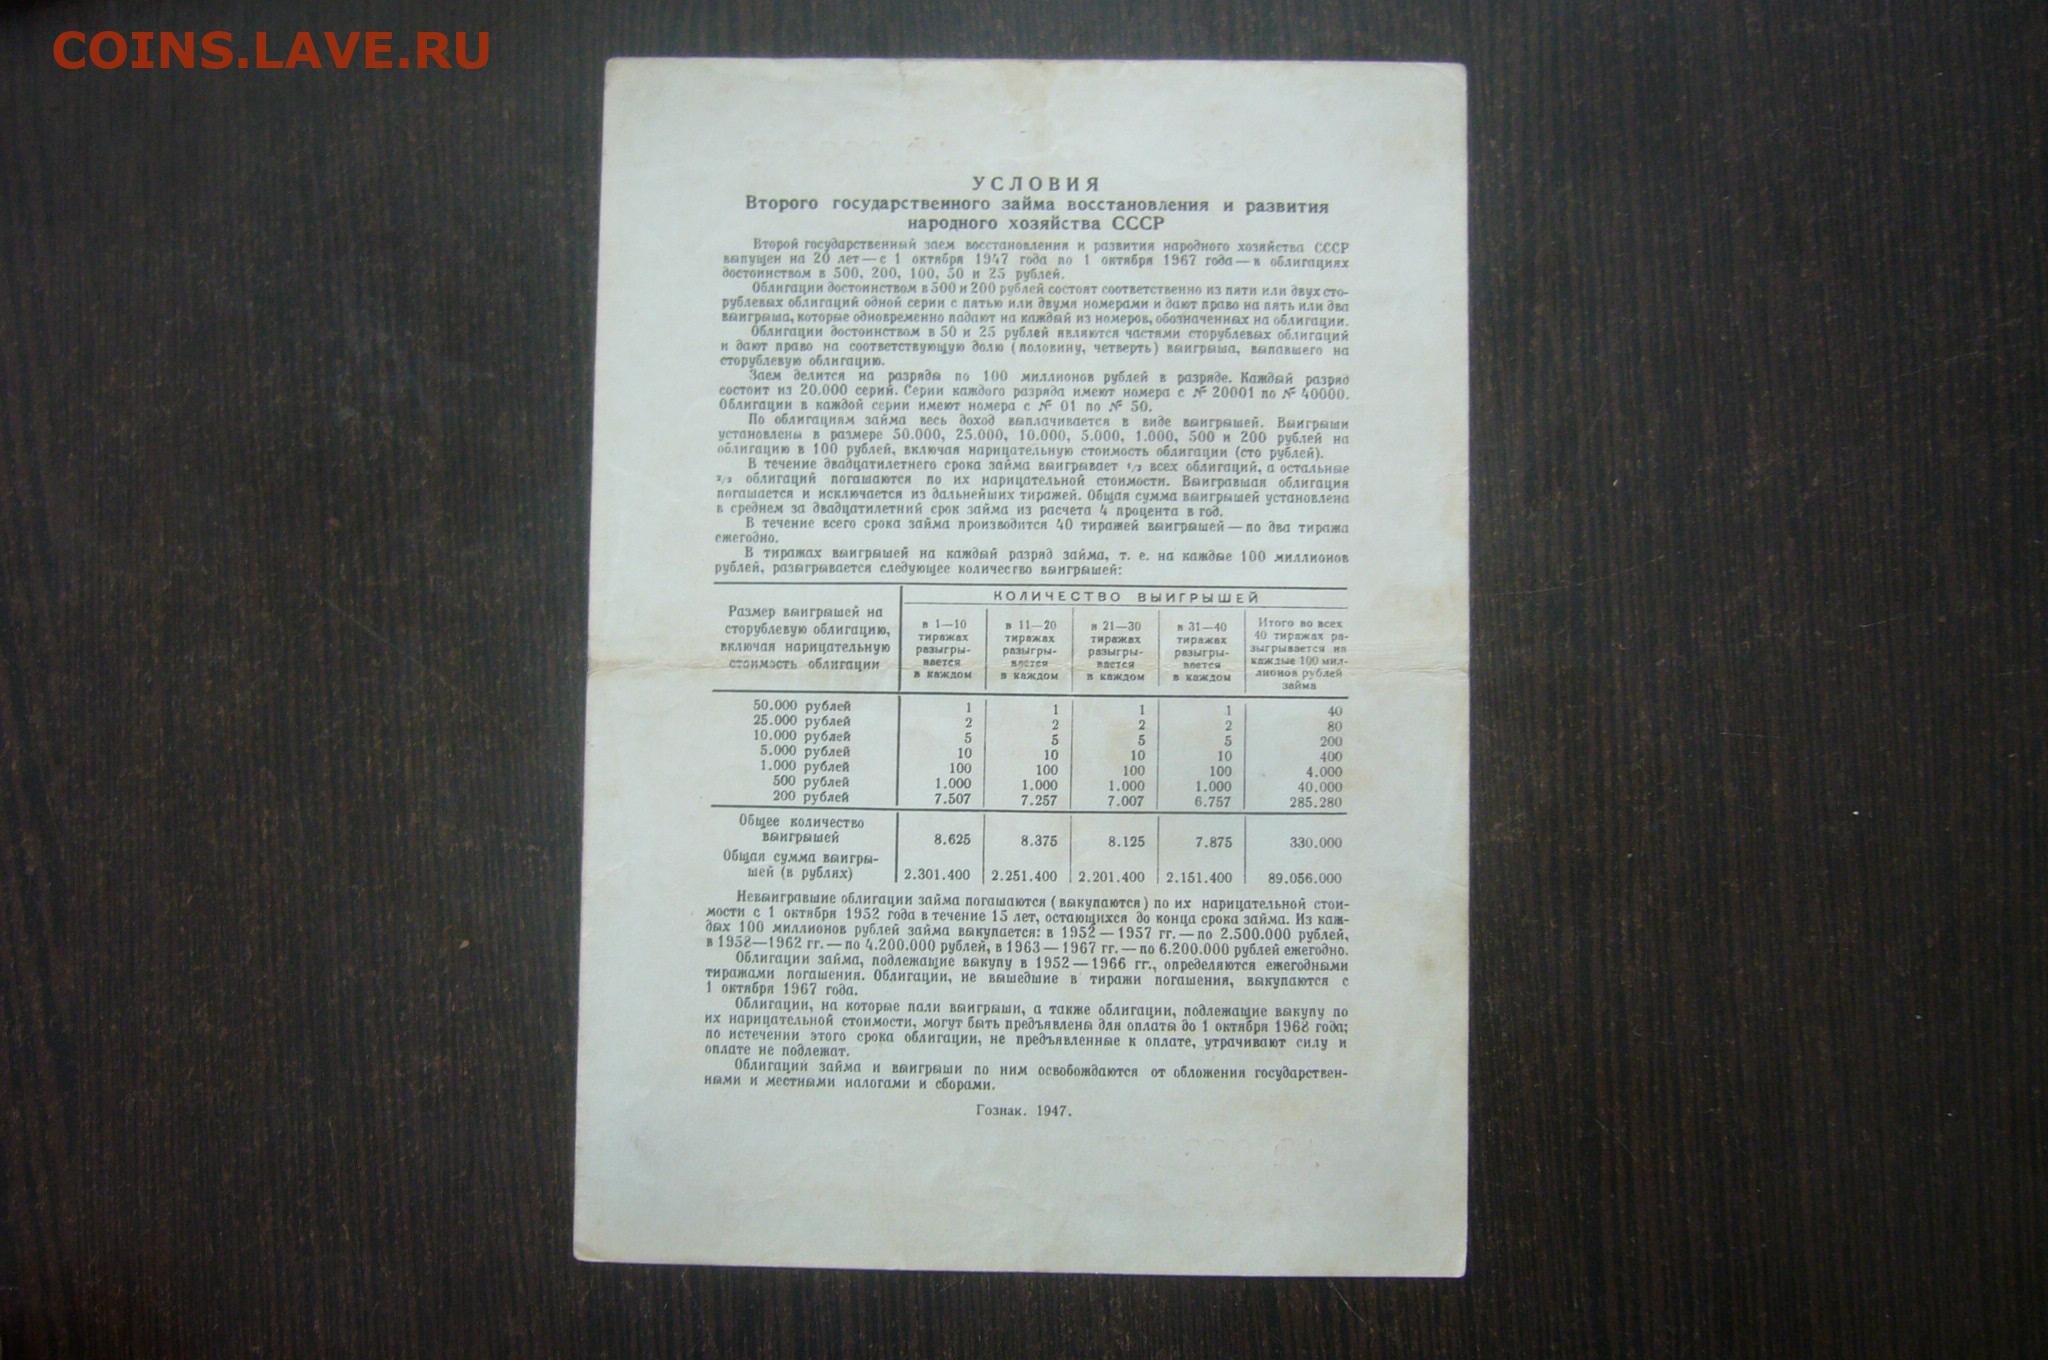 COINS.LAVE.RU
УСЛОВИЯ
Второго государственного займа восстановления и развития
народного хозяйства СССР
Второй государственный заем восстановления и развития народного хозяйства СССР
выпущен на 20 лет — с 1 октября 1947 года по 1 октября 1967 года — в облигациях
достоинством в 500, 200, 100, 50 и 25 рублей.
Облигации достоинством в 500 и 200 рублей состоят соответственно из пяти или двух сто-
рублевых облигаций одной серии с пятью или двумя номерами и дают право на пять или два
выигрыша, которые одновременно падают на каждый из номеров, обозначенных на облигации.
Облигации достоинством в 50 и 25 рублей являются частями сторублевых облигаций
и дают право на соответствующую долю (половину, четверть) выигрыша, выпавшего на
сторублевую облигацию.
Заем делится на разряды по 100 миллионов рублей в разряде. Каждый разряд
состоит из 20.000 серий. Серии каждого разряда имеют номера с № 20001 по № 40000.
Облигации в каждой серии имеют номера с № 01 по № 50.
По облигациям займа весь доход выплачивается в виде выигрышей. Выигрыши
установлены в размере 50.000, 25.000, 10.000, 5.000, 1.000, 500 и 200 рублей на
облигацию в 100 рублей, включая нарицательную стоимость облигации (сто рублей).
В течение двадцатилетнего срока займа выигрывает 1/3 всех облигаций, а остальные
2/3 облигаций погашаются по их нарицательной стоимости. Выигравшая облигация
погашается и исключается из дальнейших тиражей. Общая сумма выигрышей установлена
в среднем за двадцатилетний срок займа из расчета 4 процента в год.
В течение всего срока займа производится 40 тиражей выигрышей — по два тиража
ежегодно.
В тиражах выигрышей на каждый разряд займа, т. е. на каждые 100 миллионов
рублей, разыгрывается следующее количество выигрышей:
Размер выигрышей на
сторублевую облигацию,
включая нарицательную
стоимость облигации
КОЛИЧЕСТВО ВЫИГРЫШЕЙ
в 1—10
тиражах
разыгры-
вается
в каждом
в 11—20
тиражах
разыгры-
вается
в каждом
в 21—30
тиражах
разыгры-
вается
в каждом
в 31—40
тиражах
разыгры-
вается
в каждом
Итого во всех
40 тиражах ра-
зыгрывается на
каждые 100 мил-
лионов рублей
займа
50.000 рублей 1 1 1 1 40
25.000 рублей 2 2 2 2 80
10.000 рублей 5 5 5 5 200
5.000 рублей 10 10 10 10 400
1.000 рублей 100 100 100 100 4.000
500 рублей 1.000 1.000 1.000 1.000 40.000
200 рублей 7.507 7.257 7.007 6.757 285.280
Общее количество
выигрышей 8.625 8.375 8.125 7.875 330.000
Общая сумма выигры-
шей (в рублях) 2.301.400 2.251.400 2.201.400 2.151.400 89.056.000
Невыигравшие облигации займа погашаются (выкупаются) по их нарицательной стои-
мости с 1 октября 1952 года в течение 15 лет, остающихся до конца срока займа. Из каж-
дых 100 миллионов рублей займа выкупается: в 1952 — 1957 гг. — по 2.500.000 рублей,
в 1958—1962 гг. — по 4.200.000 рублей, в 1963 — 1967 гг. — по 6.200.000 рублей ежегодно.
Облигации займа, подлежащие выкупу в 1952 — 1966 гг., определяются ежегодными
тиражами погашения. Облигации, не вышедшие в тиражи погашения, выкупаются с
1 октября 1967 года.
Облигации, на которые пали выигрыши, а также облигации, подлежащие выкупу по
их нарицательной стоимости, могут быть предъявлены для оплаты до 1 октября 1968 года;
по истечении этого срока облигации, не предъявленные к оплате, утрачивают силу и
оплате не подлежат.
Облигации займа и выигрыши по ним освобождаются от обложения государствен-
ными и местными налогами и сборами.
Гознак. 1947.